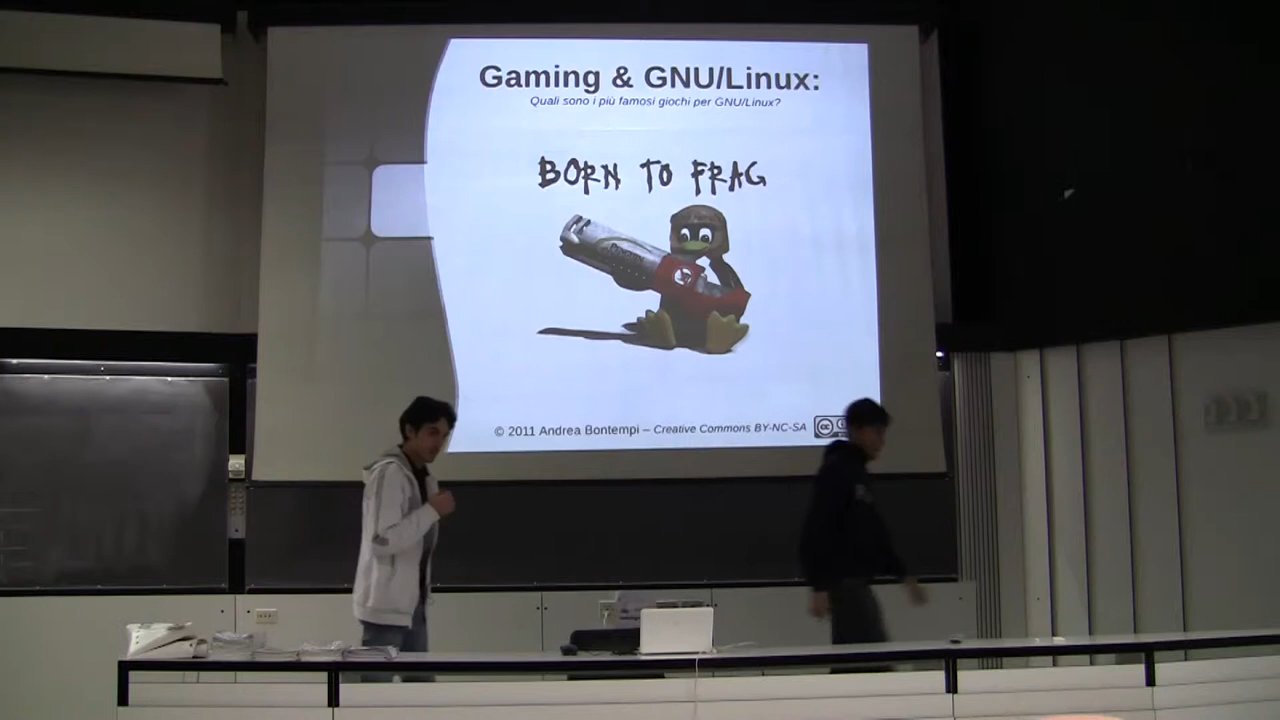 Gaming & GNU/Linux:
Quali sono i più famosi giochi per GNU/Linux?
BORN TO FRAG
© 2011 Andrea Bontempi – Creative Commons BY-NC-SA
cc